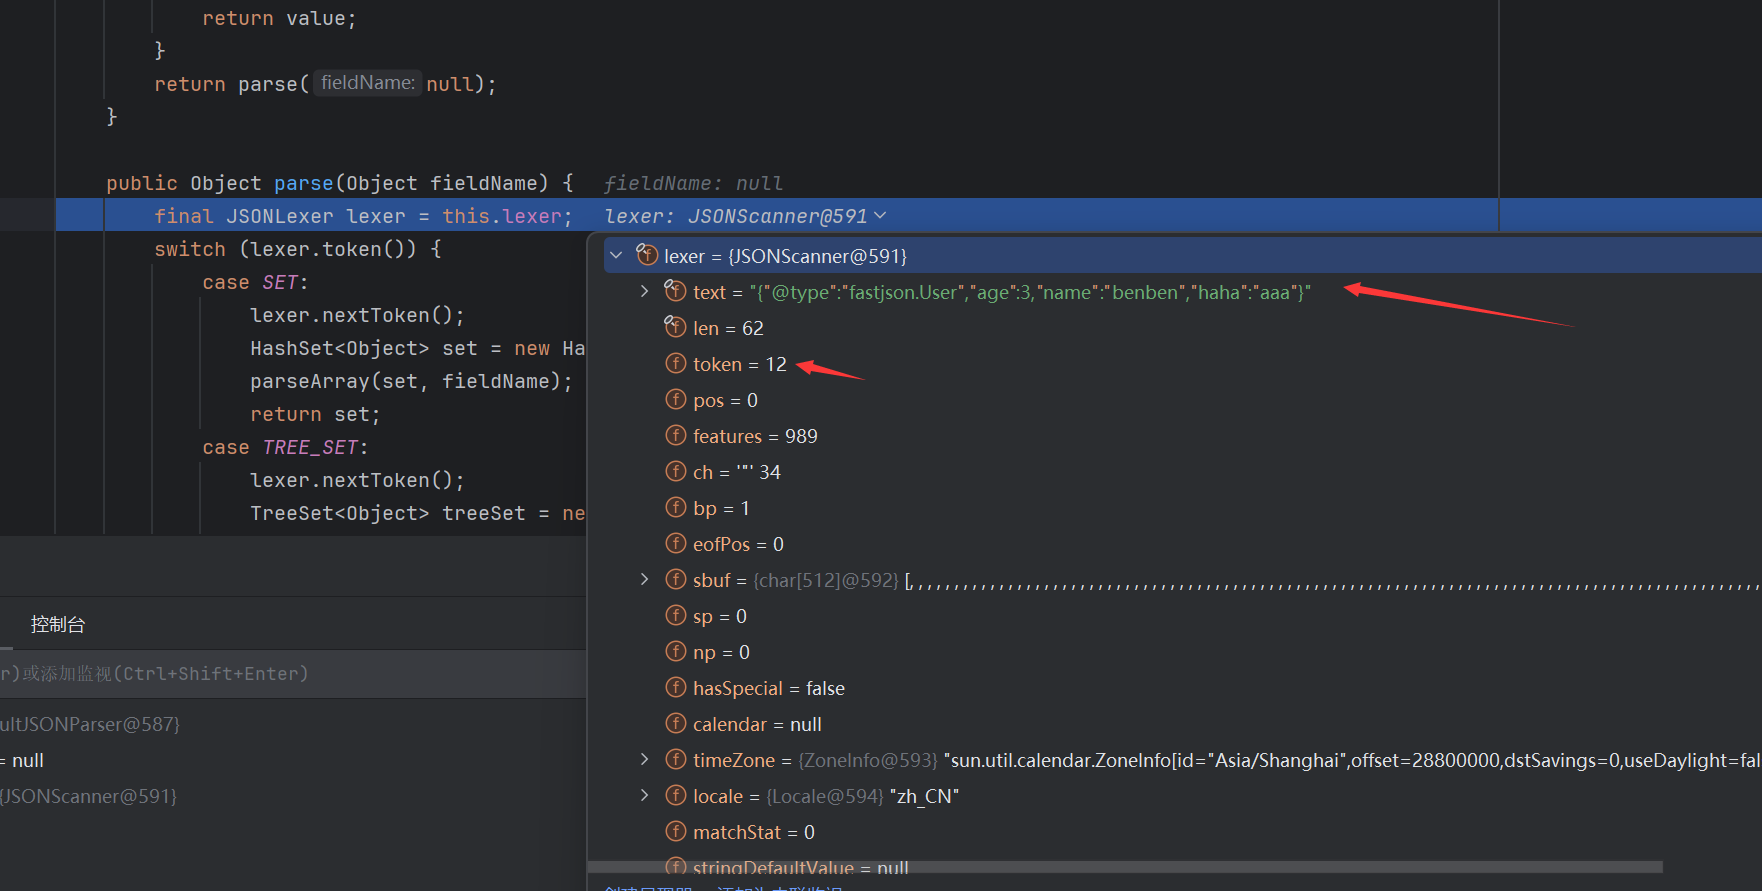 return value;
}
return parse( fieldName: null);
}
public Object parse(Object fieldName) {   fieldName: null
final JSONLexer lexer = this.lexer;   lexer: JSONScanner@591
switch (lexer.token()) {
case SET:
lexer.nextToken();
HashSet<Object> set = new Ha
parseArray(set, fieldName);
return set;
case TREE_SET:
lexer.nextToken();
TreeSet<Object> treeSet = ne
lexer = {JSONScanner@591}
text = "{"@type":"fastjson.User","age":3,"name":"benben","haha":"aaa"}"
len = 62
token = 12
pos = 0
features = 989
ch = '"' 34
bp = 1
eofPos = 0
sbuf = {char[512]@592} [, , , , , , , , , , , , , , , , , , , , , , , , , , , , , , , , , , , , , , , , , , , , , , , , , , , , , , , , , , , , , , , , , , , , , , , , , , , , , , , , , , , , , , , , , , , , , , ,
sp = 0
np = 0
hasSpecial = false
calendar = null
timeZone = {ZoneInfo@593} "sun.util.calendar.ZoneInfo[id="Asia/Shanghai",offset=28800000,dstSavings=0,useDaylight=fal
locale = {Locale@594} "zh_CN"
matchStat = 0
stringDefaultValue = null
控制台
r)或添加监视(Ctrl+Shift+Enter)
ultJSONParser@587}
= null
{JSONScanner@591}